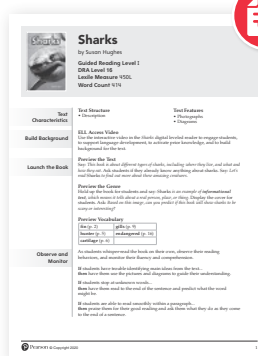 Sharks
Sharks
by Susan Hughes
Guided Reading Level I
DRA Level 16
Lexile Measure 450L
Word Count 414
Text
Characteristics
Text Structure
• Description
Text Features
• Photographs
• Diagrams
Build Background
ELL Access Video
Use the interactive video in the Sharks digital leveled reader to engage students,
to support language development, to activate prior knowledge, and to build
background for the text.
Launch the Book
Preview the Text
Say: This book is about different types of sharks, including where they live, and what and
how they eat. Ask students if they already know anything about sharks. Say: Let's
read Sharks to find out more about these amazing creatures.
Preview the Genre
Hold up the book for students and say: Sharks is an example of informational
text, which means it tells about a real person, place, or thing. Display the cover for
students. Ask: Based on this image, can you predict if this book will show sharks to be
scary or interesting?
Preview Vocabulary
fin (p. 3)
gills (p. 9)
hunter (p. 3)
endangered (p. 16)
cartilage (p. 6)
Observe and
Monitor
As students whisper-read the book on their own, observe their reading
behaviors, and monitor their fluency and comprehension.
If students have trouble identifying main ideas from the text...
then have them use the pictures and diagrams to guide their understanding.
If students stop at unknown words...
then have them read to the end of the sentence and predict what the word
might be.
If students are able to read smoothly within a paragraph...
then praise them for their good reading and ask them what they do as they come
to the end of a sentence.
Pearson Copyright 2020
1